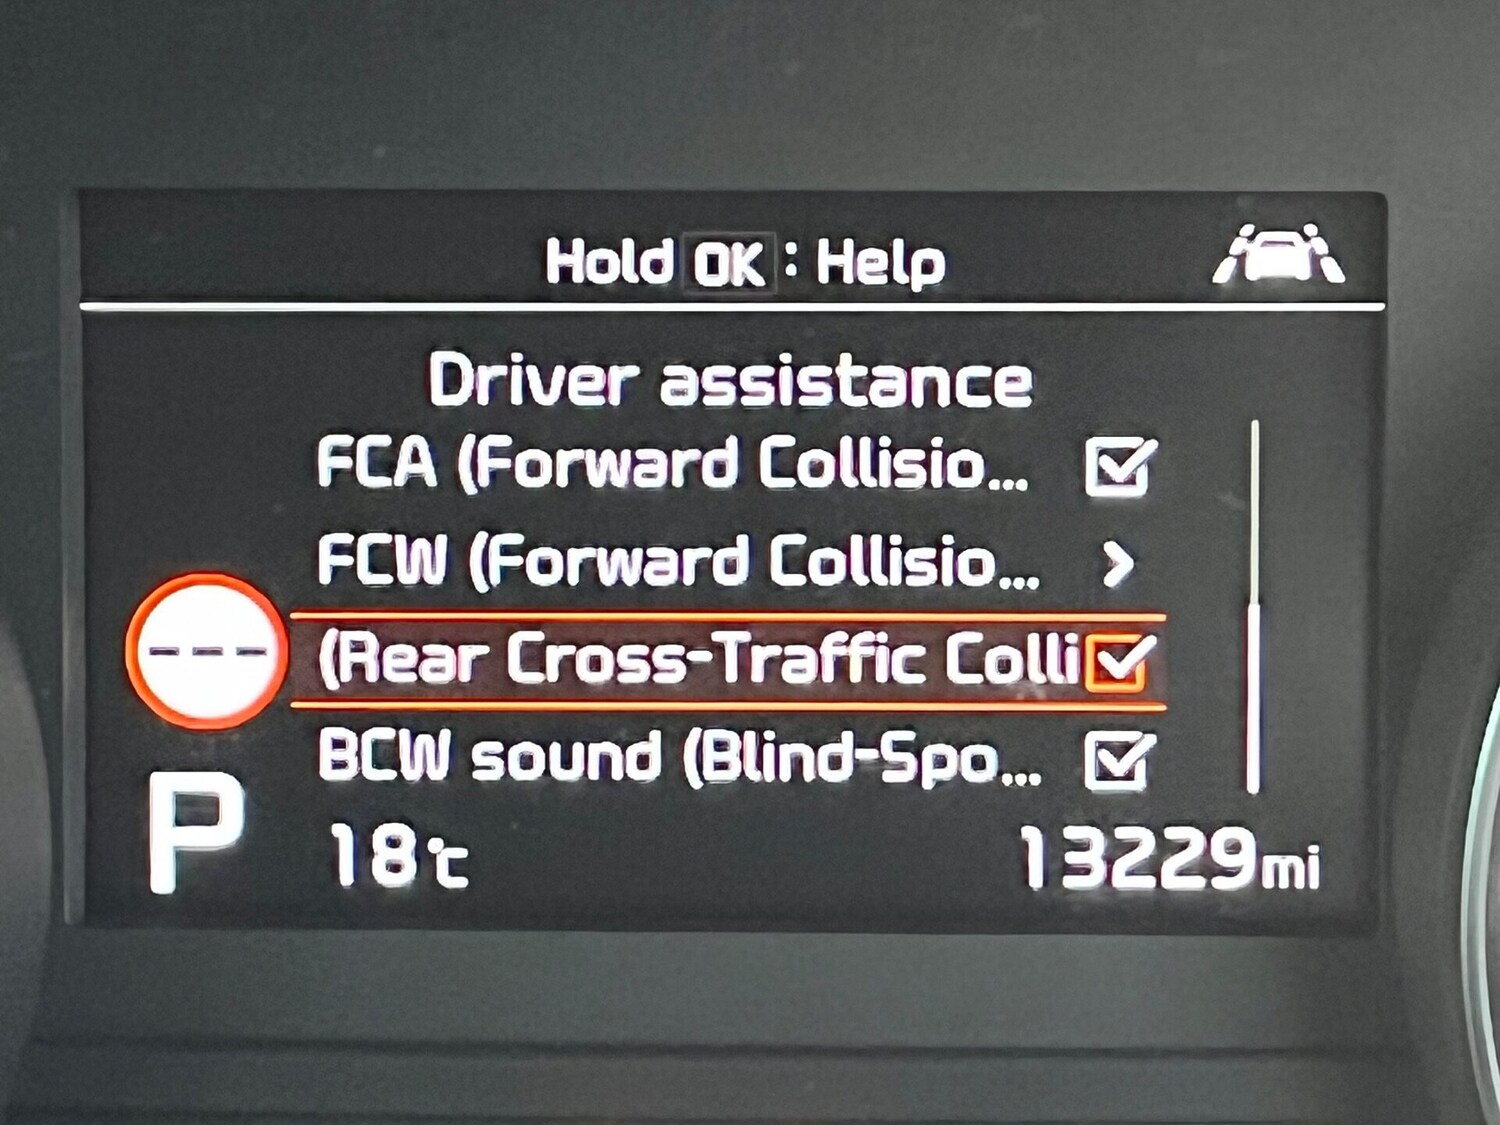 Hold OK : Help
Driver assistance
FCA (Forward Collisio...
FCW (Forward Collisio... >
(Rear Cross-Traffic Colli
---
BCW sound (Blind-Spo...
P 18℃ 13229mi